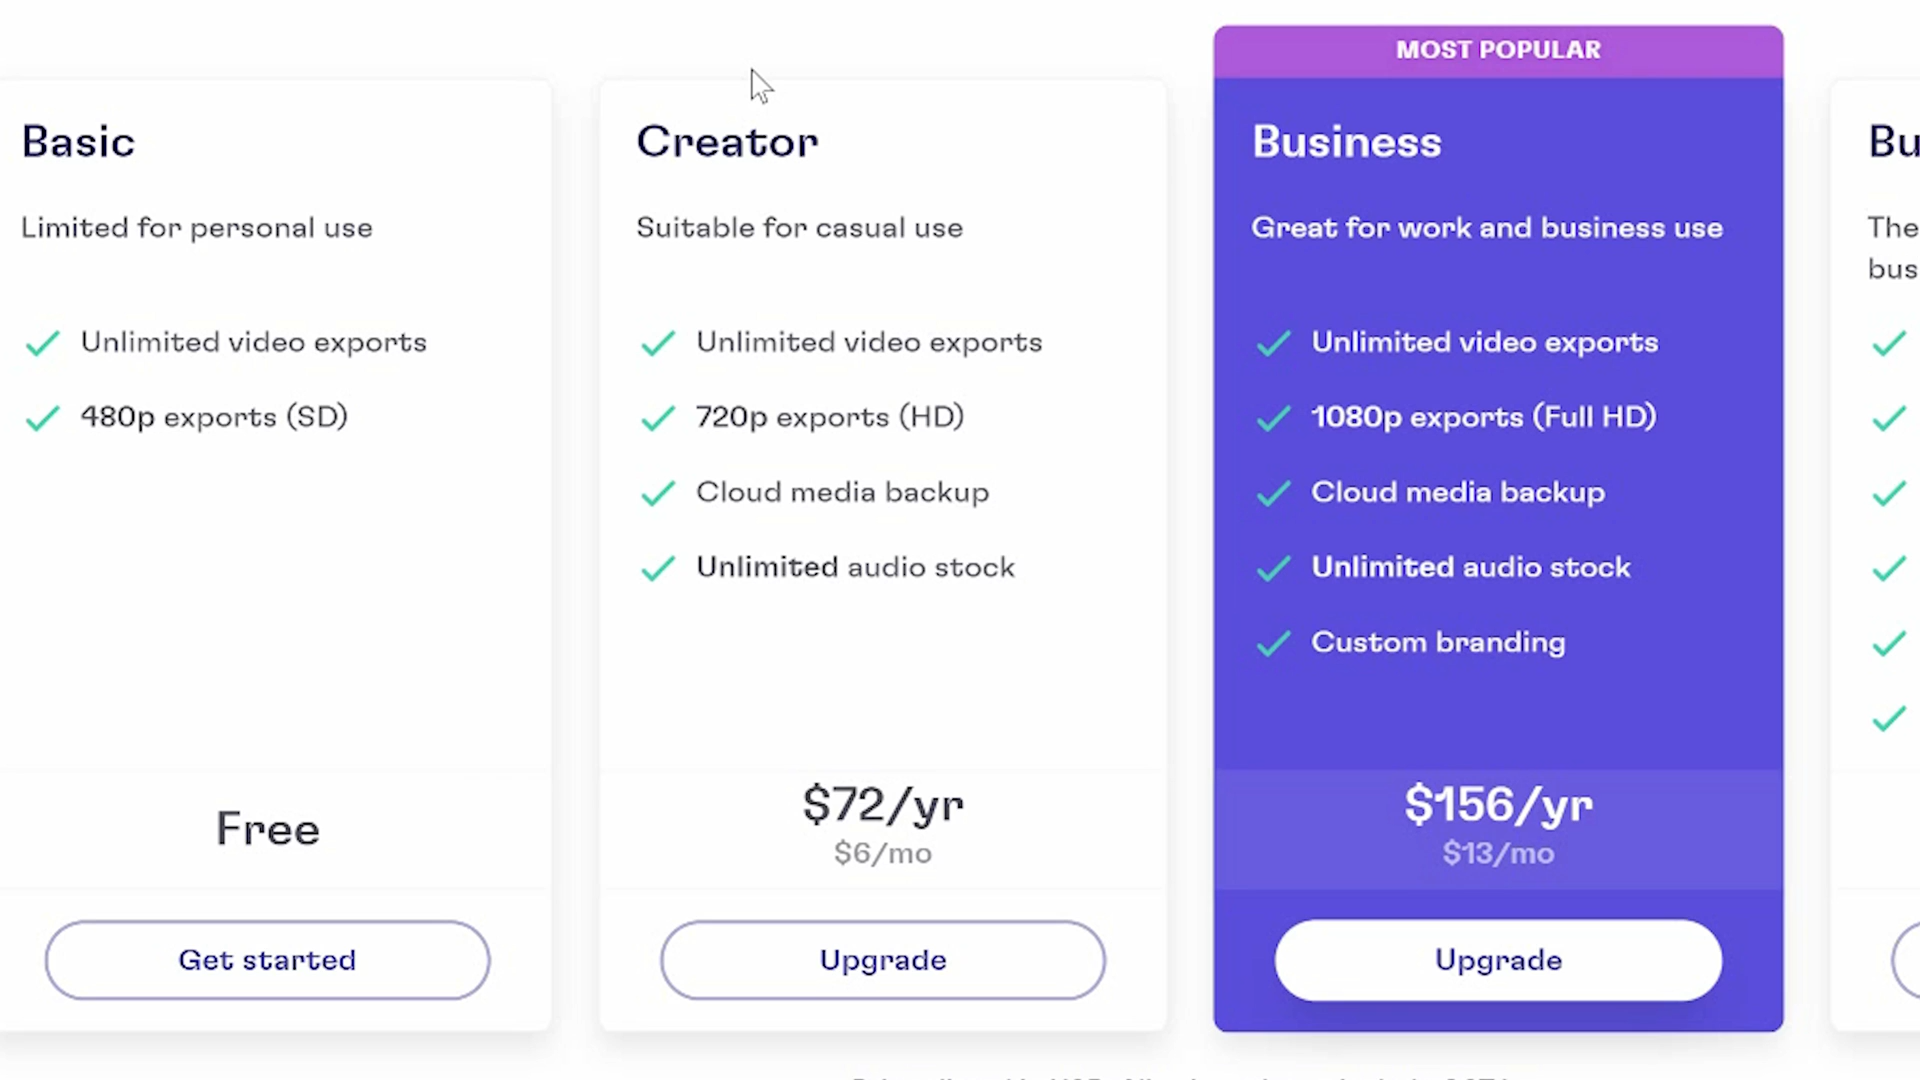 MOST POPULAR
Basic
Limited for personal use
Unlimited video exports
480p exports (SD)
Free
Get started
Creator
Suitable for casual use
Unlimited video exports
720p exports (HD)
Cloud media backup
Unlimited audio stock
$72/yr
$6/mo
Upgrade
Business
Great for work and business use
Unlimited video exports
1080p exports (Full HD)
Cloud media backup
Unlimited audio stock
Custom branding
$156/yr
$13/mo
Upgrade
Bu
The
bus